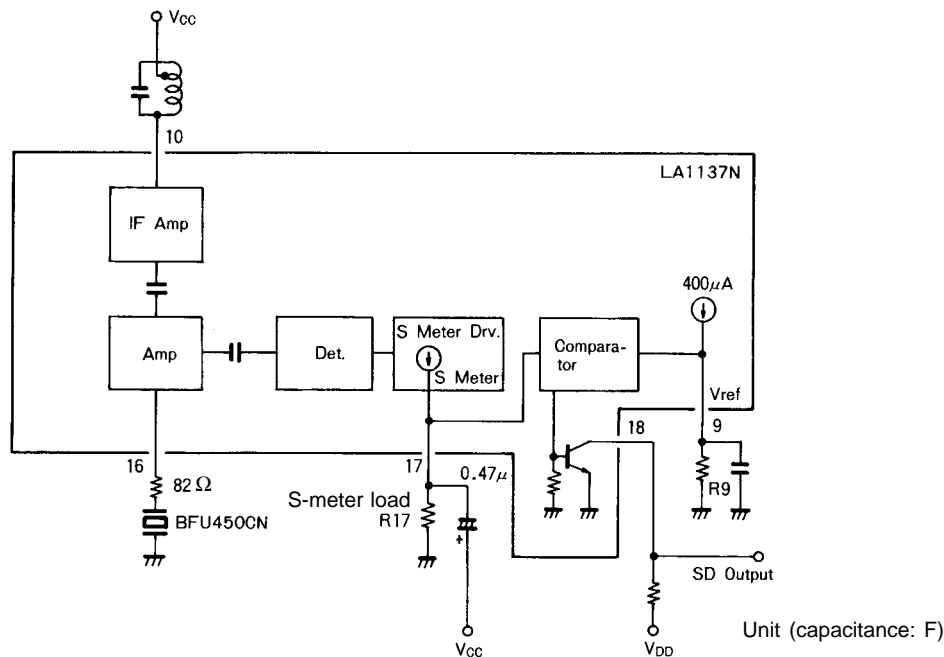 VCC
10
LA1137N
IF Amp
400μA
Amp
Det.
S Meter Drv.
S Meter
Compara-
tor
Vref
18
9
16
17
0.47μ
82Ω
S-meter load
R17
R9
BFU450CN
SD Output
VCC
VDD
Unit (capacitance: F)